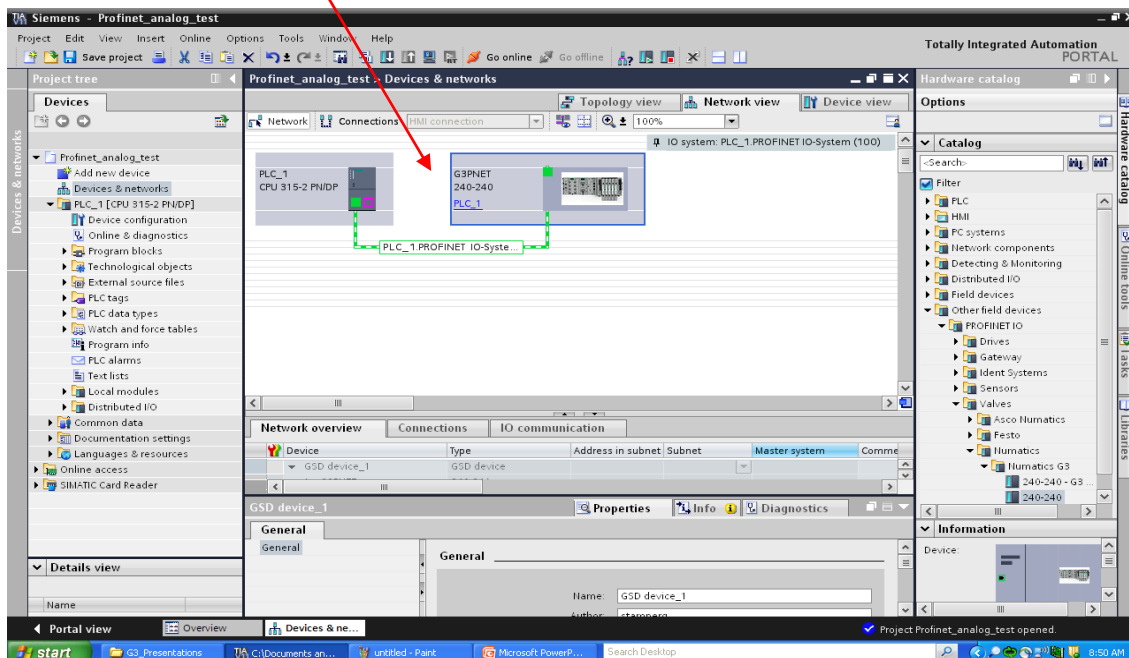 Siemens - Profinet_analog_test
Project Edit View Insert Online Options Tools Window Help
Totally Integrated Automation
PORTAL
Save project Go online Go offline
Project tree
Profinet_analog_test > Devices & networks
Hardware catalog
Devices
Topology view Network view Device view
Options
Network Connections HMI connection 100%
IO system: PLC_1.PROFINET IO-System (100)
Catalog
<Search>
Filter
Profinet_analog_test
Add new device
Devices & networks
PLC_1 [CPU 315-2 PN/DP]
Device configuration
Online & diagnostics
Program blocks
Technological objects
External source files
PLC tags
PLC data types
Watch and force tables
Program info
PLC alarms
Text lists
Local modules
Distributed I/O
Common data
Documentation settings
Languages & resources
Online access
SIMATIC Card Reader
PLC_1
CPU 315-2 PN/DP
G3PNET
240-240
PLC_1
PLC_1.PROFINET IO-Syste...
PLC
HMI
PC systems
Network components
Detecting & Monitoring
Distributed I/O
Field devices
Other field devices
PROFINET IO
Drives
Gateway
Ident Systems
Sensors
Valves
Asco Numatics
Festo
Numatics
Numatics G3
240-240 - G3 ...
240-240
Network overview Connections IO communication
Device Type Address in subnet Subnet Master system Comme
GSD device_1 GSD device
GSD device_1
Properties Info Diagnostics
General
General
General
Name: GSD device_1
Information
Device:
Details view
Name
Devices & networks
Hardware catalog
Online tools
Tasks
Libraries
Portal view Overview Devices & ne...
Project Profinet_analog_test opened.
start G3_Presentations C:\Documents an... untitled - Paint Microsoft PowerP... Search Desktop 8:50 AM